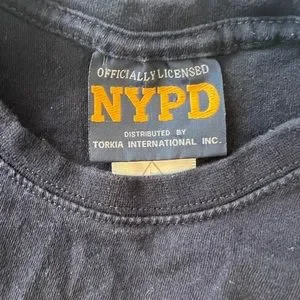 OFFICIALLY LICENSED
NYPD
DISTRIBUTED BY
TORKIA INTERNATIONAL INC.